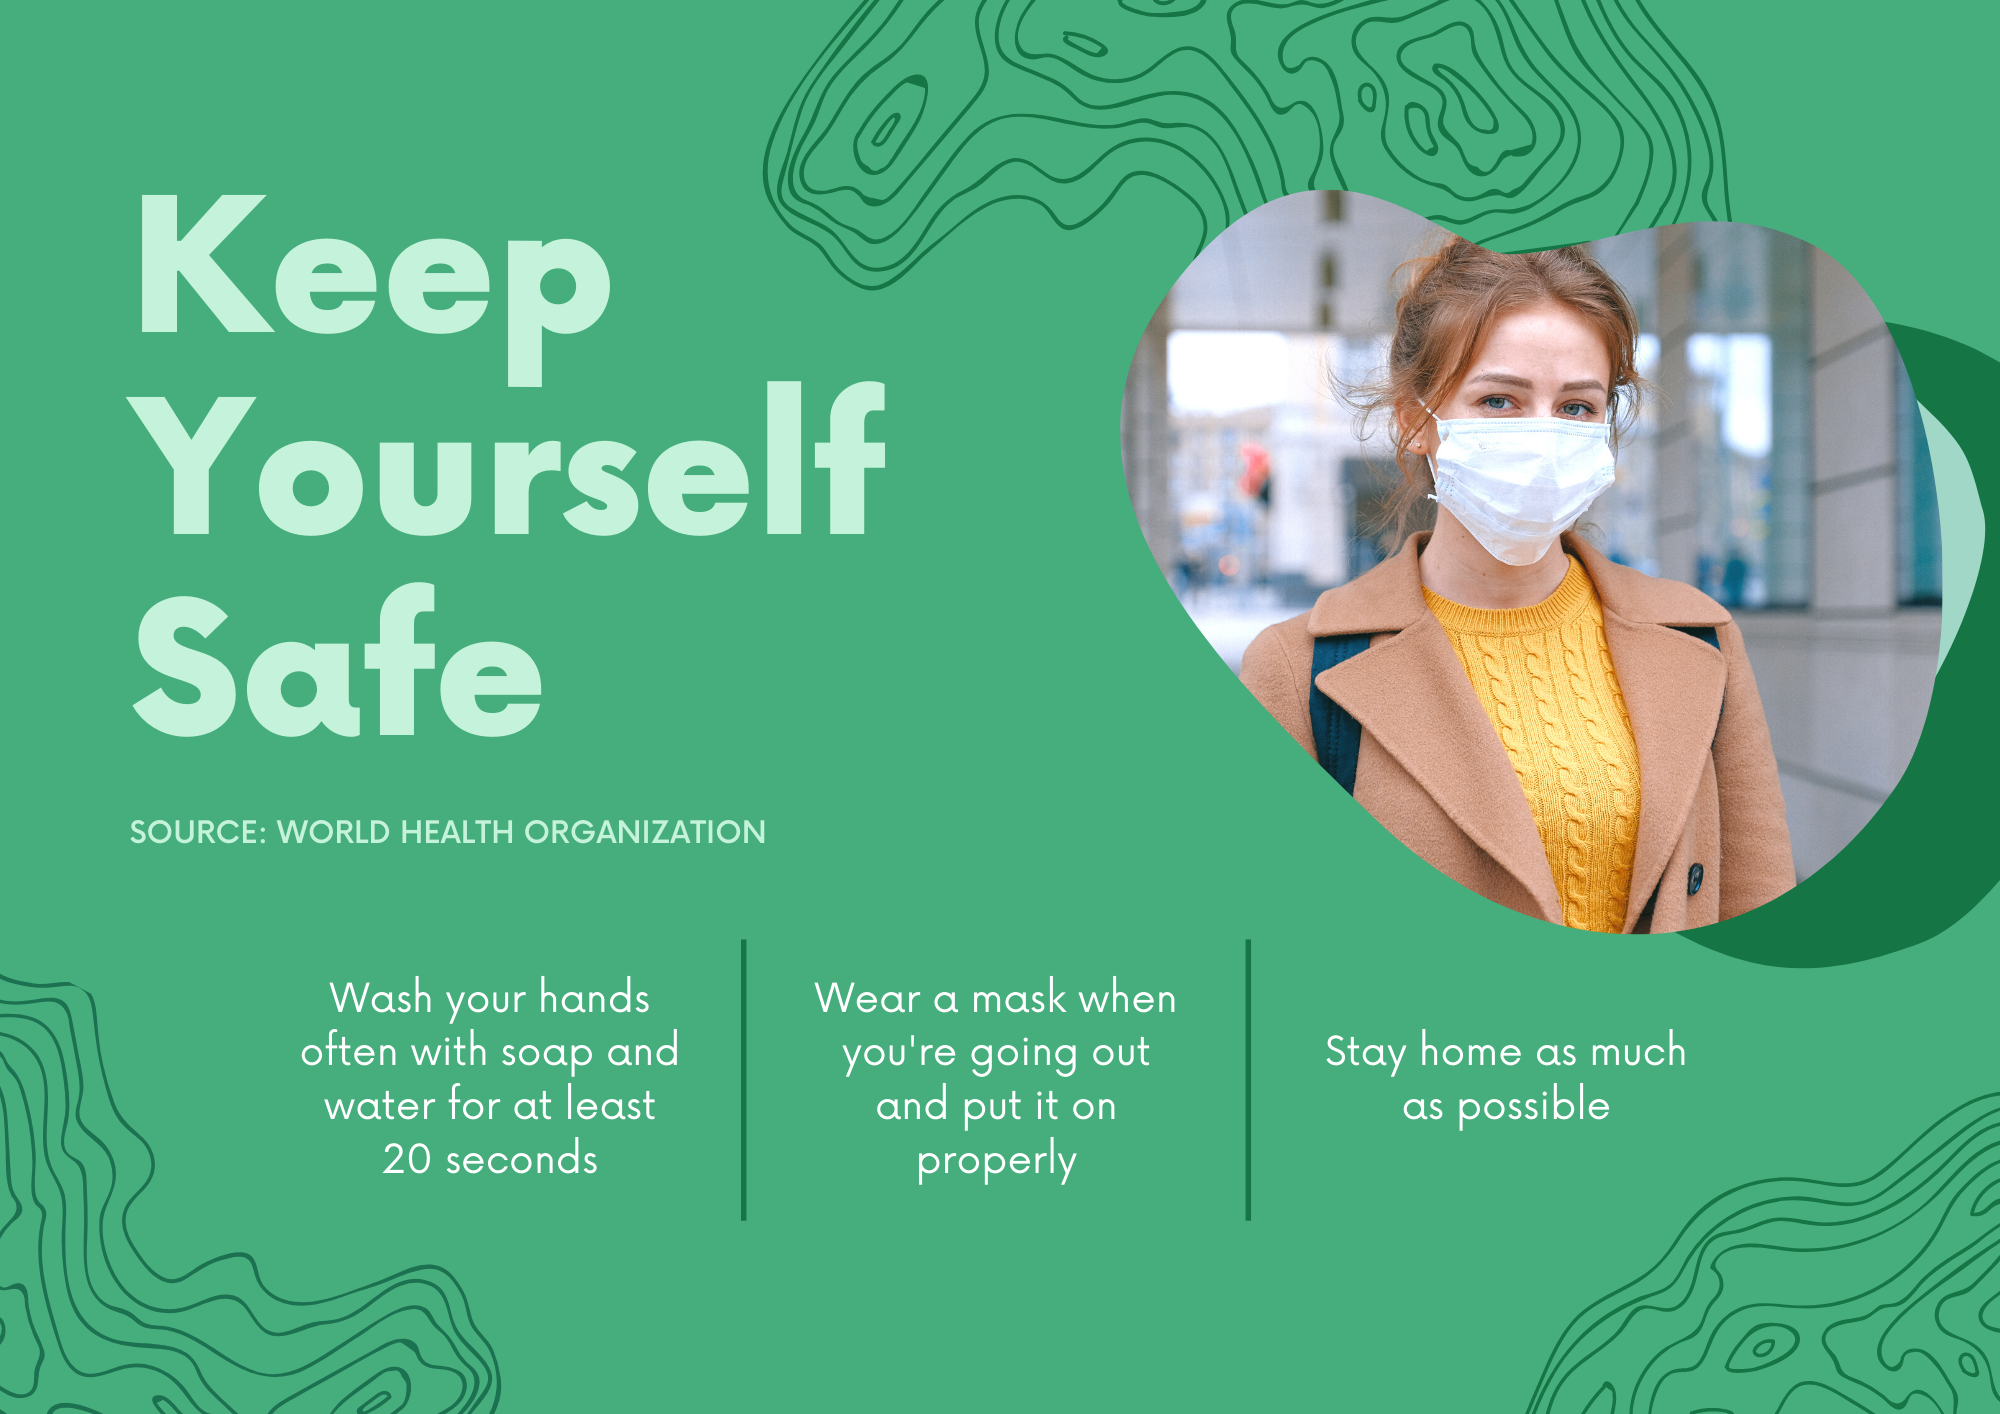 Keep
Yourself
Safe
SOURCE: WORLD HEALTH ORGANIZATION
Wash your hands
often with soap and
water for at least
20 seconds
Wear a mask when
you're going out
and put it on
properly
Stay home as much
as possible